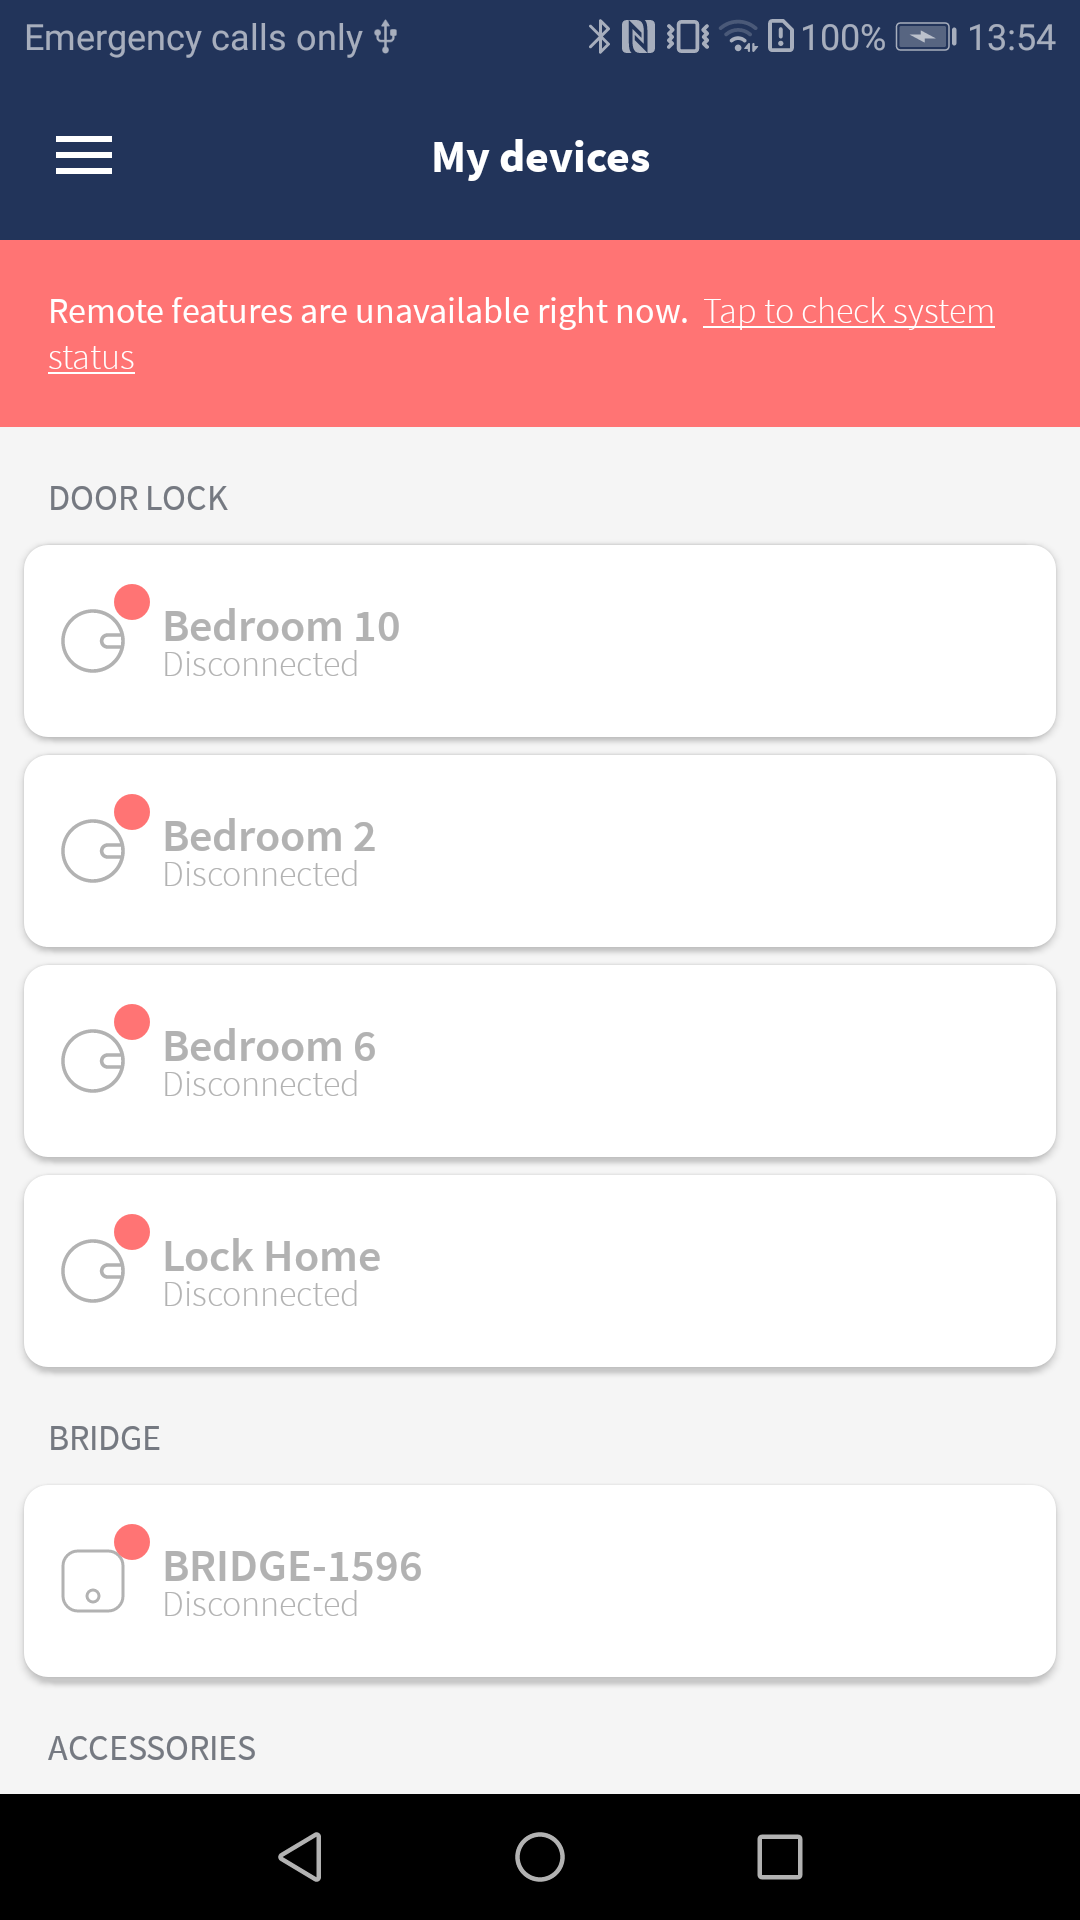 Emergency calls only 100% 13:54
My devices
Remote features are unavailable right now. Tap to check system
status
DOOR LOCK
Bedroom 10
Disconnected
Bedroom 2
Disconnected
Bedroom 6
Disconnected
Lock Home
Disconnected
BRIDGE
BRIDGE-1596
Disconnected
ACCESSORIES